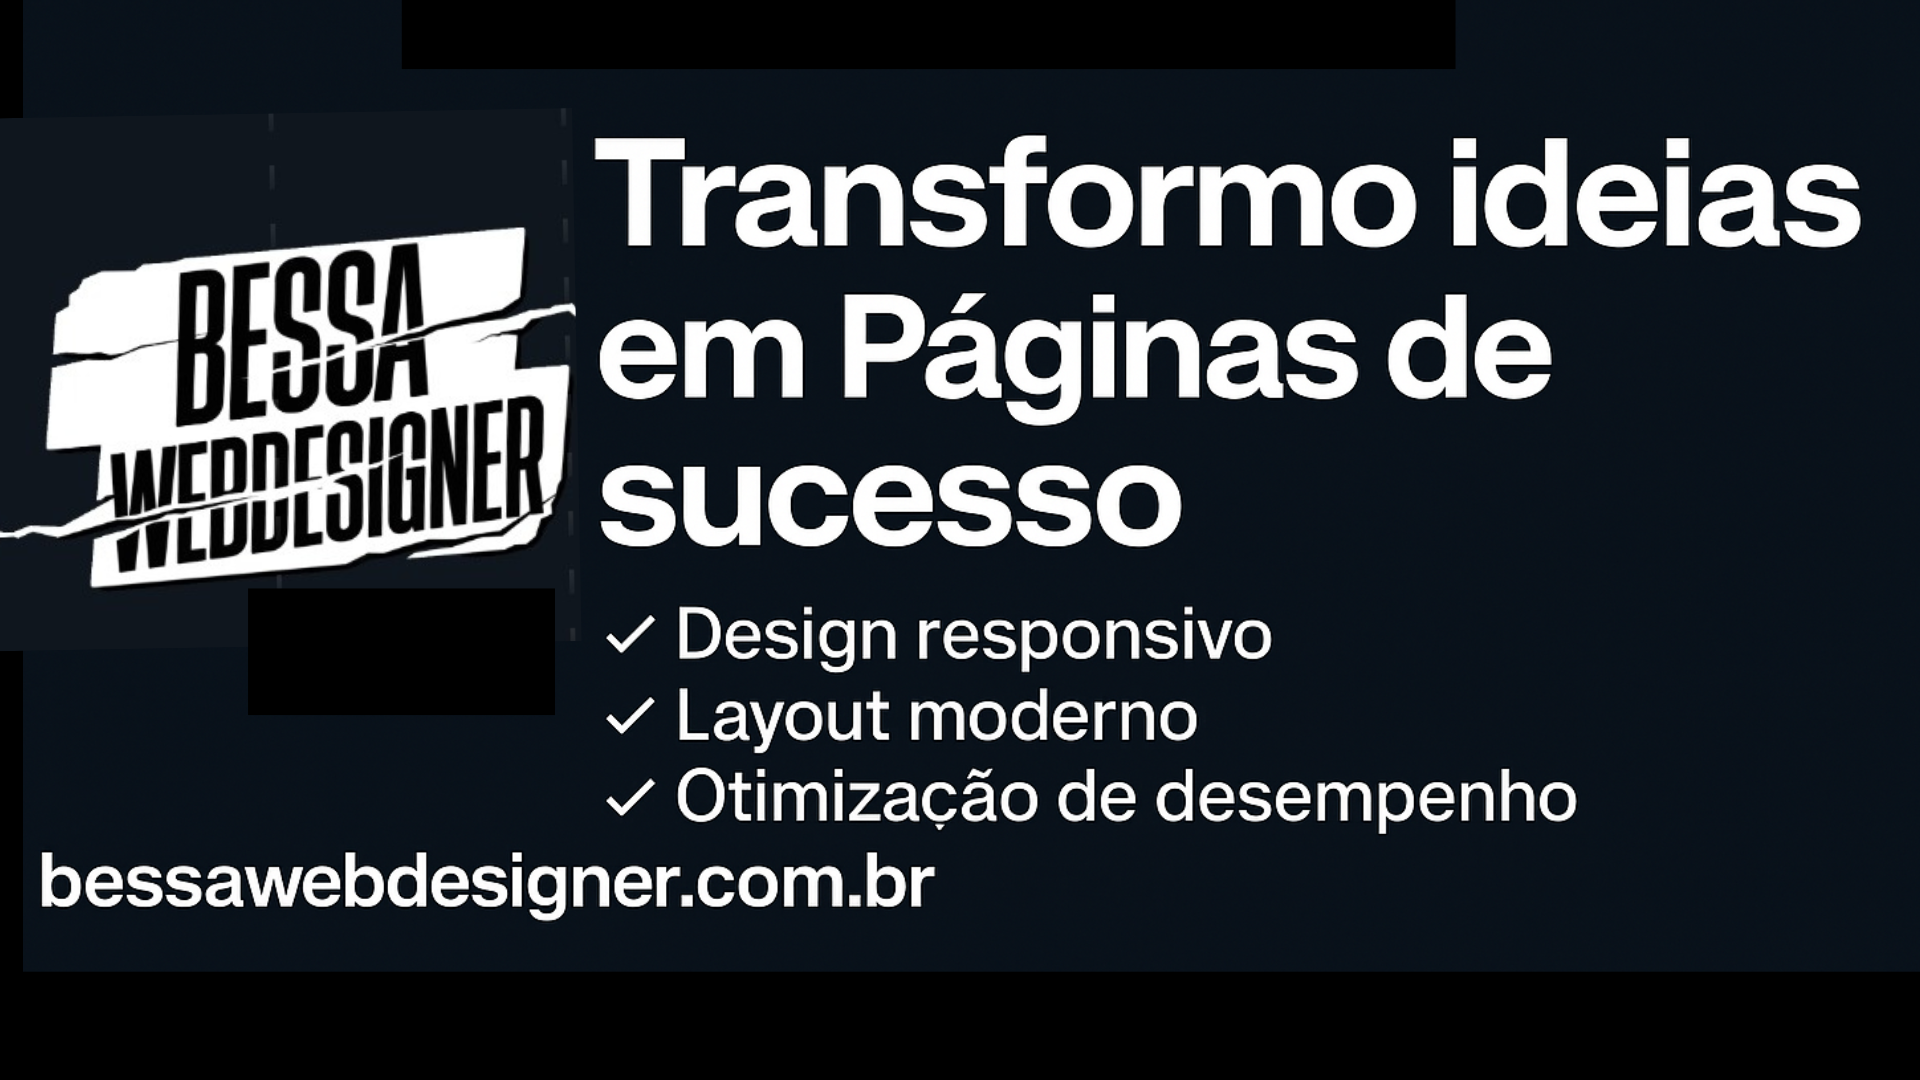 BESSA
WEBDESIGNER
Transformo ideias
em Páginas de
sucesso
✓ Design responsivo
✓ Layout moderno
✓ Otimização de desempenho
bessawebdesigner.com.br